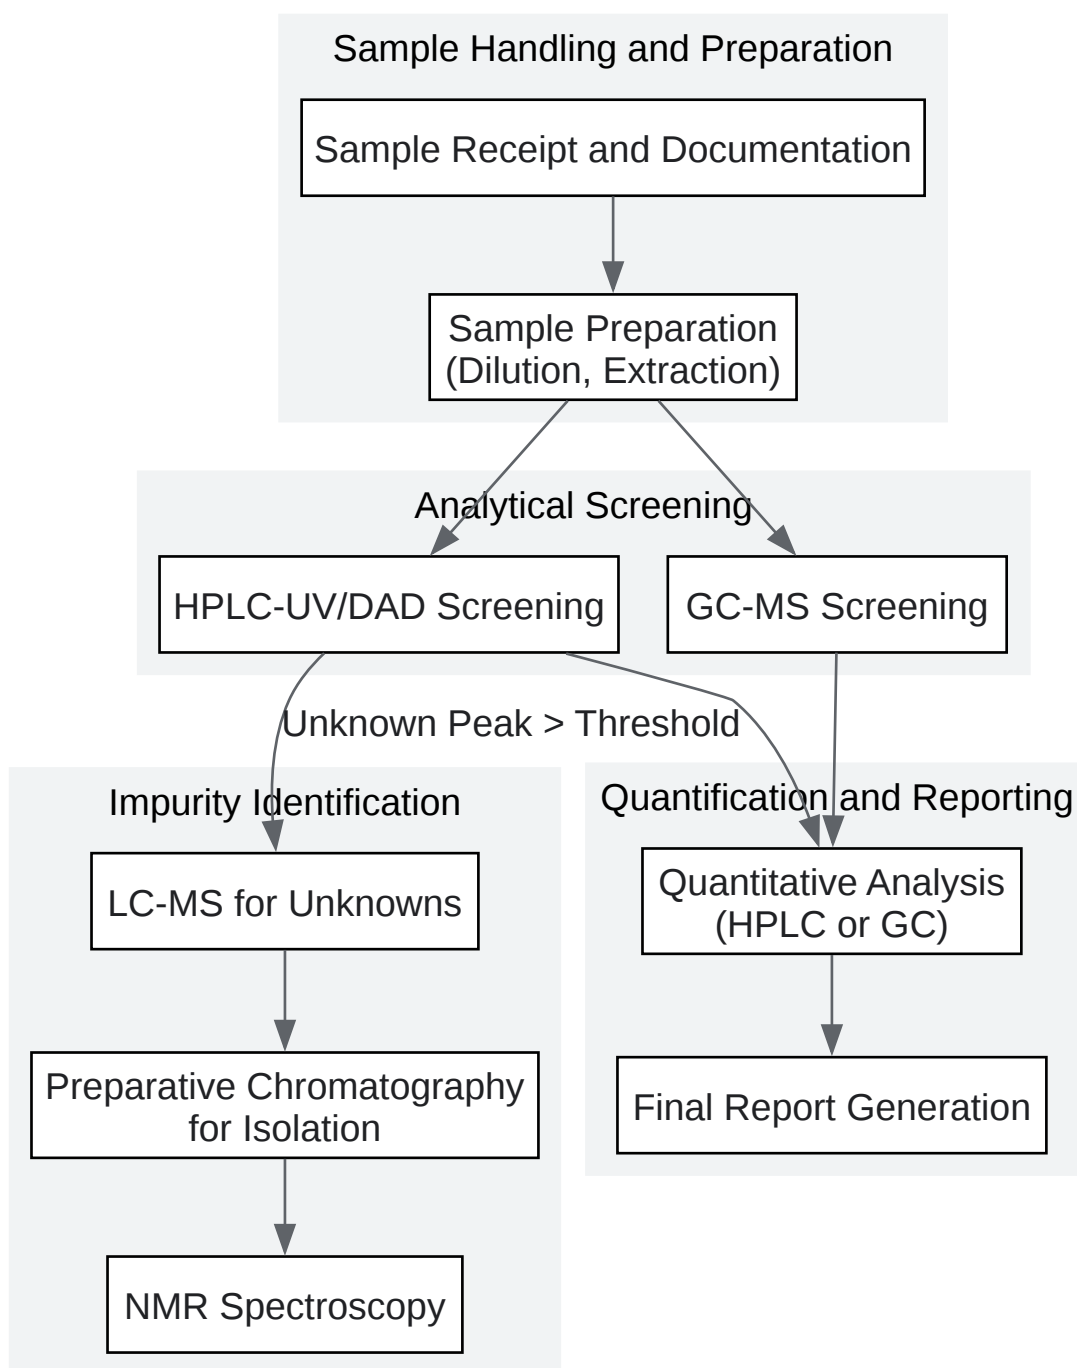 Sample Handling and Preparation
Sample Receipt and Documentation
Sample Preparation
(Dilution, Extraction)
Analytical Screening
HPLC-UV/DAD Screening
GC-MS Screening
Unknown Peak > Threshold
Impurity Identification
LC-MS for Unknowns
Preparative Chromatography
for Isolation
NMR Spectroscopy
Quantification and Reporting
Quantitative Analysis
(HPLC or GC)
Final Report Generation